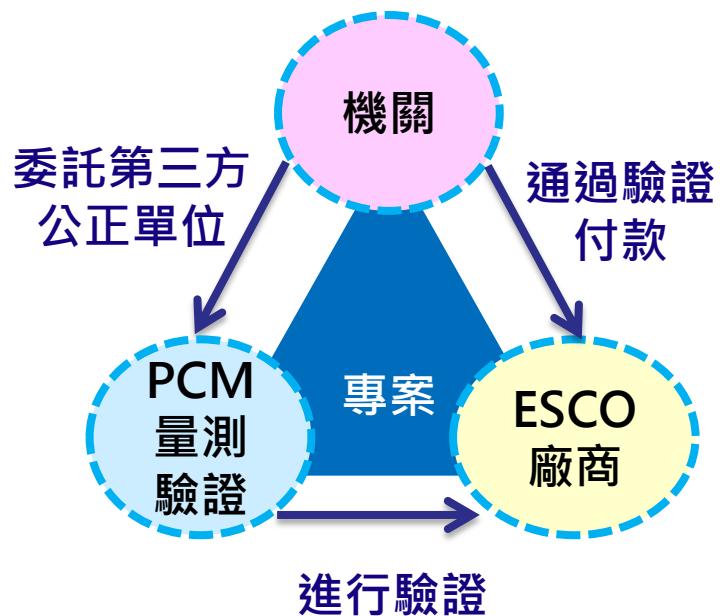 機關
委託第三方
公正單位
通過驗證
付款
PCM
量測
驗證
專案
ESCO
廠商
進行驗證